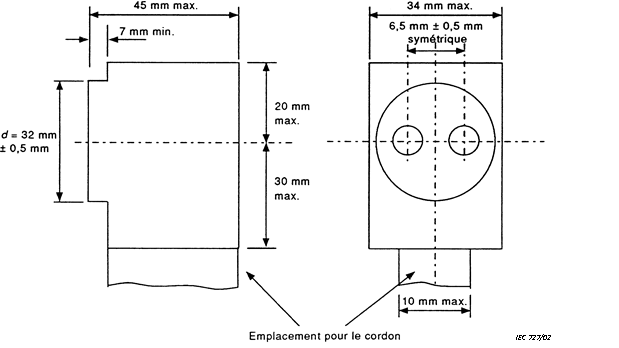 45 mm max.
34 mm max.
7 mm min.
6,5 mm ± 0,5 mm
symétrique
20 mm
max.
d = 32 mm
± 0,5 mm
30 mm
max.
10 mm max.
Emplacement pour le cordon
IEC 727/02